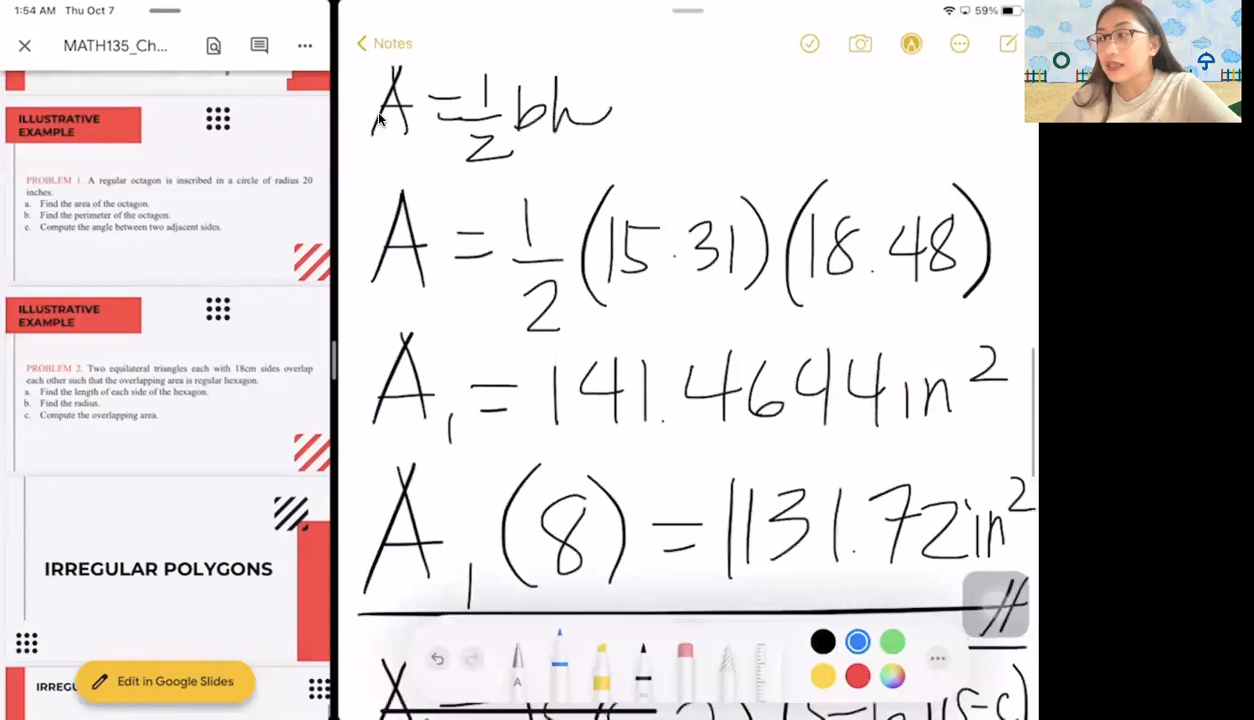 1:54 AM Thu Oct 7
59%
MATH135_Ch...
Notes
ILLUSTRATIVE
EXAMPLE
PROBLEM 1. A regular octagon is inscribed in a circle of radius 20
inches.
a. Find the area of the octagon.
b. Find the perimeter of the octagon.
c. Compute the angle between two adjacent sides.
ILLUSTRATIVE
EXAMPLE
PROBLEM 2. Two equilateral triangles each with 18cm sides overlap
each other such that the overlapping area is regular hexagon.
a. Find the length of each side of the hexagon.
b. Find the radius.
c. Compute the overlapping area.
IRREGULAR POLYGONS
Edit in Google Slides
A = 1/2 bh
A = 1/2 (15.31)(18.48)
A₁ = 141.4644 in²
A₁ (8) = 1131.72 in²